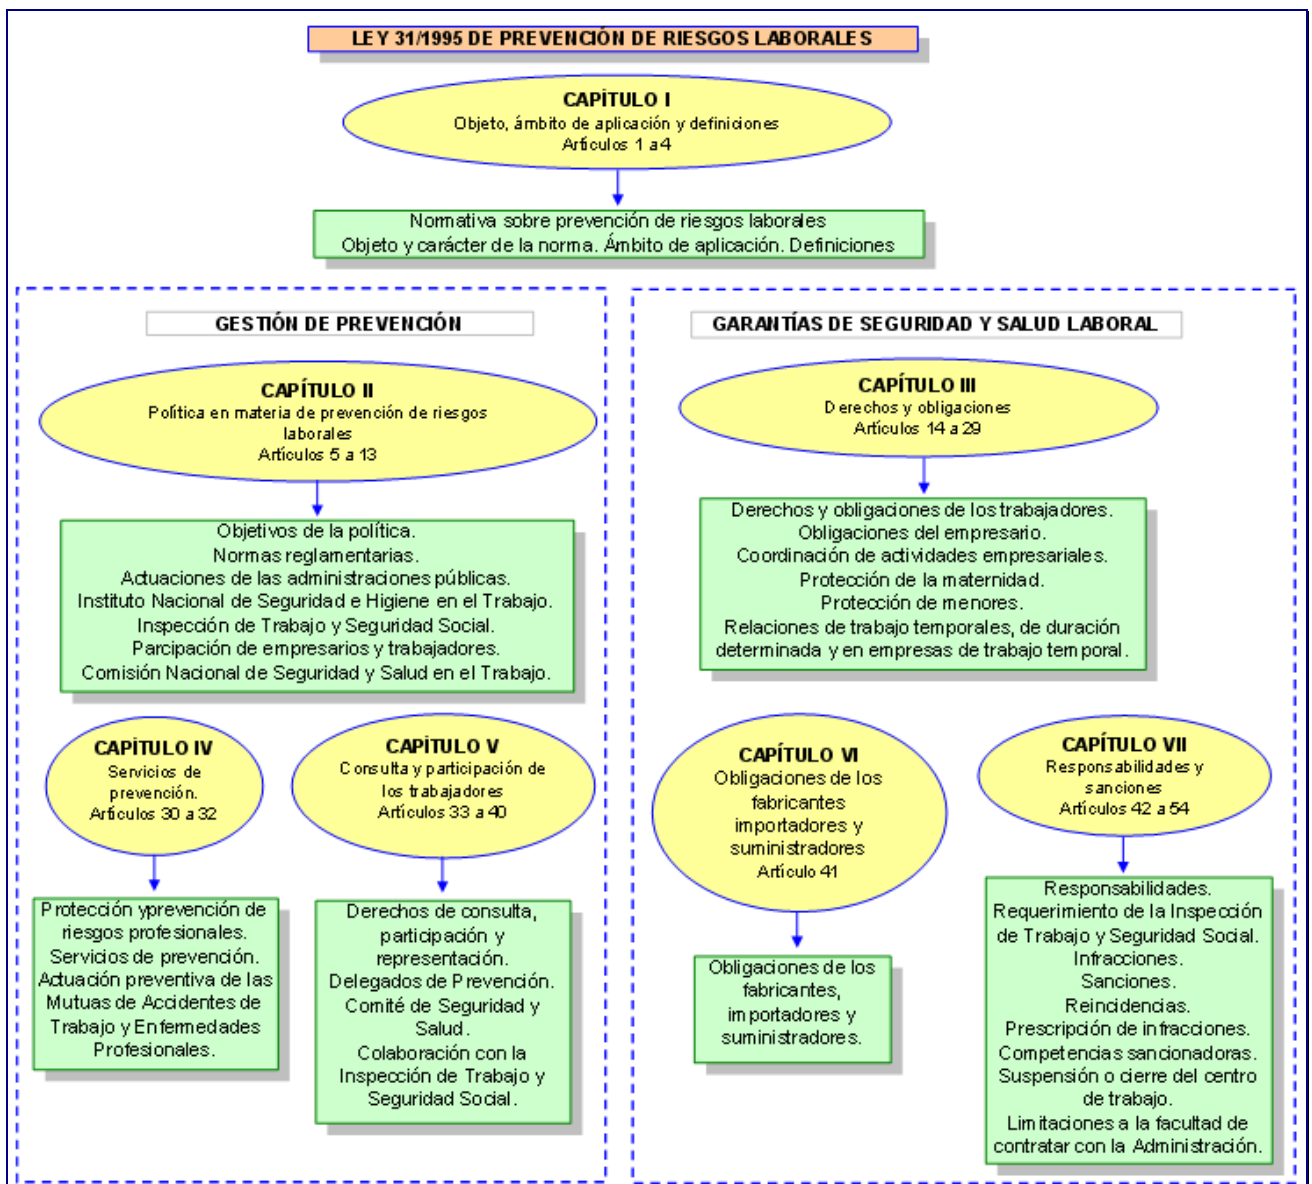 LEY 31/1995 DE PREVENCIÓN DE RIESGOS LABORALES
CAPÍTULO I
Objeto, ámbito de aplicación y definiciones
Artículos 1 a 4
Normativa sobre prevención de riesgos laborales
Objeto y carácter de la norma. Ámbito de aplicación. Definiciones
GESTIÓN DE PREVENCIÓN
CAPÍTULO II
Política en materia de prevención de riesgos
laborales
Artículos 5 a 13
Objetivos de la política.
Normas reglamentarias.
Actuaciones de las administraciones públicas.
Instituto Nacional de Seguridad e Higiene en el Trabajo.
Inspección de Trabajo y Seguridad Social.
Parcipación de empresarios y trabajadores.
Comisión Nacional de Seguridad y Salud en el Trabajo.
CAPÍTULO IV
Servicios de
prevención.
Artículos 30 a 32
Protección yprevención de
riesgos profesionales.
Servicios de prevención.
Actuación preventiva de las
Mutuas de Accidentes de
Trabajo y Enfermedades
Profesionales.
CAPÍTULO V
Consulta y participación de
los trabajadores
Artículos 33 a 40
Derechos de consulta,
participación y
representación.
Delegados de Prevención.
Comité de Seguridad y
Salud.
Colaboración con la
Inspección de Trabajo y
Seguridad Social.
GARANTÍAS DE SEGURIDAD Y SALUD LABORAL
CAPÍTULO III
Derechos y obligaciones
Artículos 14 a 29
Derechos y obligaciones de los trabajadores.
Obligaciones del empresario.
Coordinación de actividades empresariales.
Protección de la maternidad.
Protección de menores.
Relaciones de trabajo temporales, de duración
determinada y en empresas de trabajo temporal.
CAPÍTULO VI
Obligaciones de los
fabricantes
importadores y
suministradores
Artículo 41
Obligaciones de los
fabricantes,
importadores y
suministradores.
CAPÍTULO VII
Responsabilidades y
sanciones
Artículos 42 a 54
Responsabilidades.
Requerimiento de la Inspección
de Trabajo y Seguridad Social.
Infracciones.
Sanciones.
Reincidencias.
Prescripción de infracciones.
Competencias sancionadoras.
Suspensión o cierre del centro
de trabajo.
Limitaciones a la facultad de
contratar con la Administración.